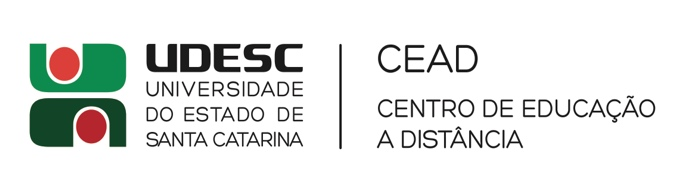 UDESC
UNIVERSIDADE
DO ESTADO DE
SANTA CATARINA
CEAD
CENTRO DE EDUCAÇÃO
A DISTÂNCIA